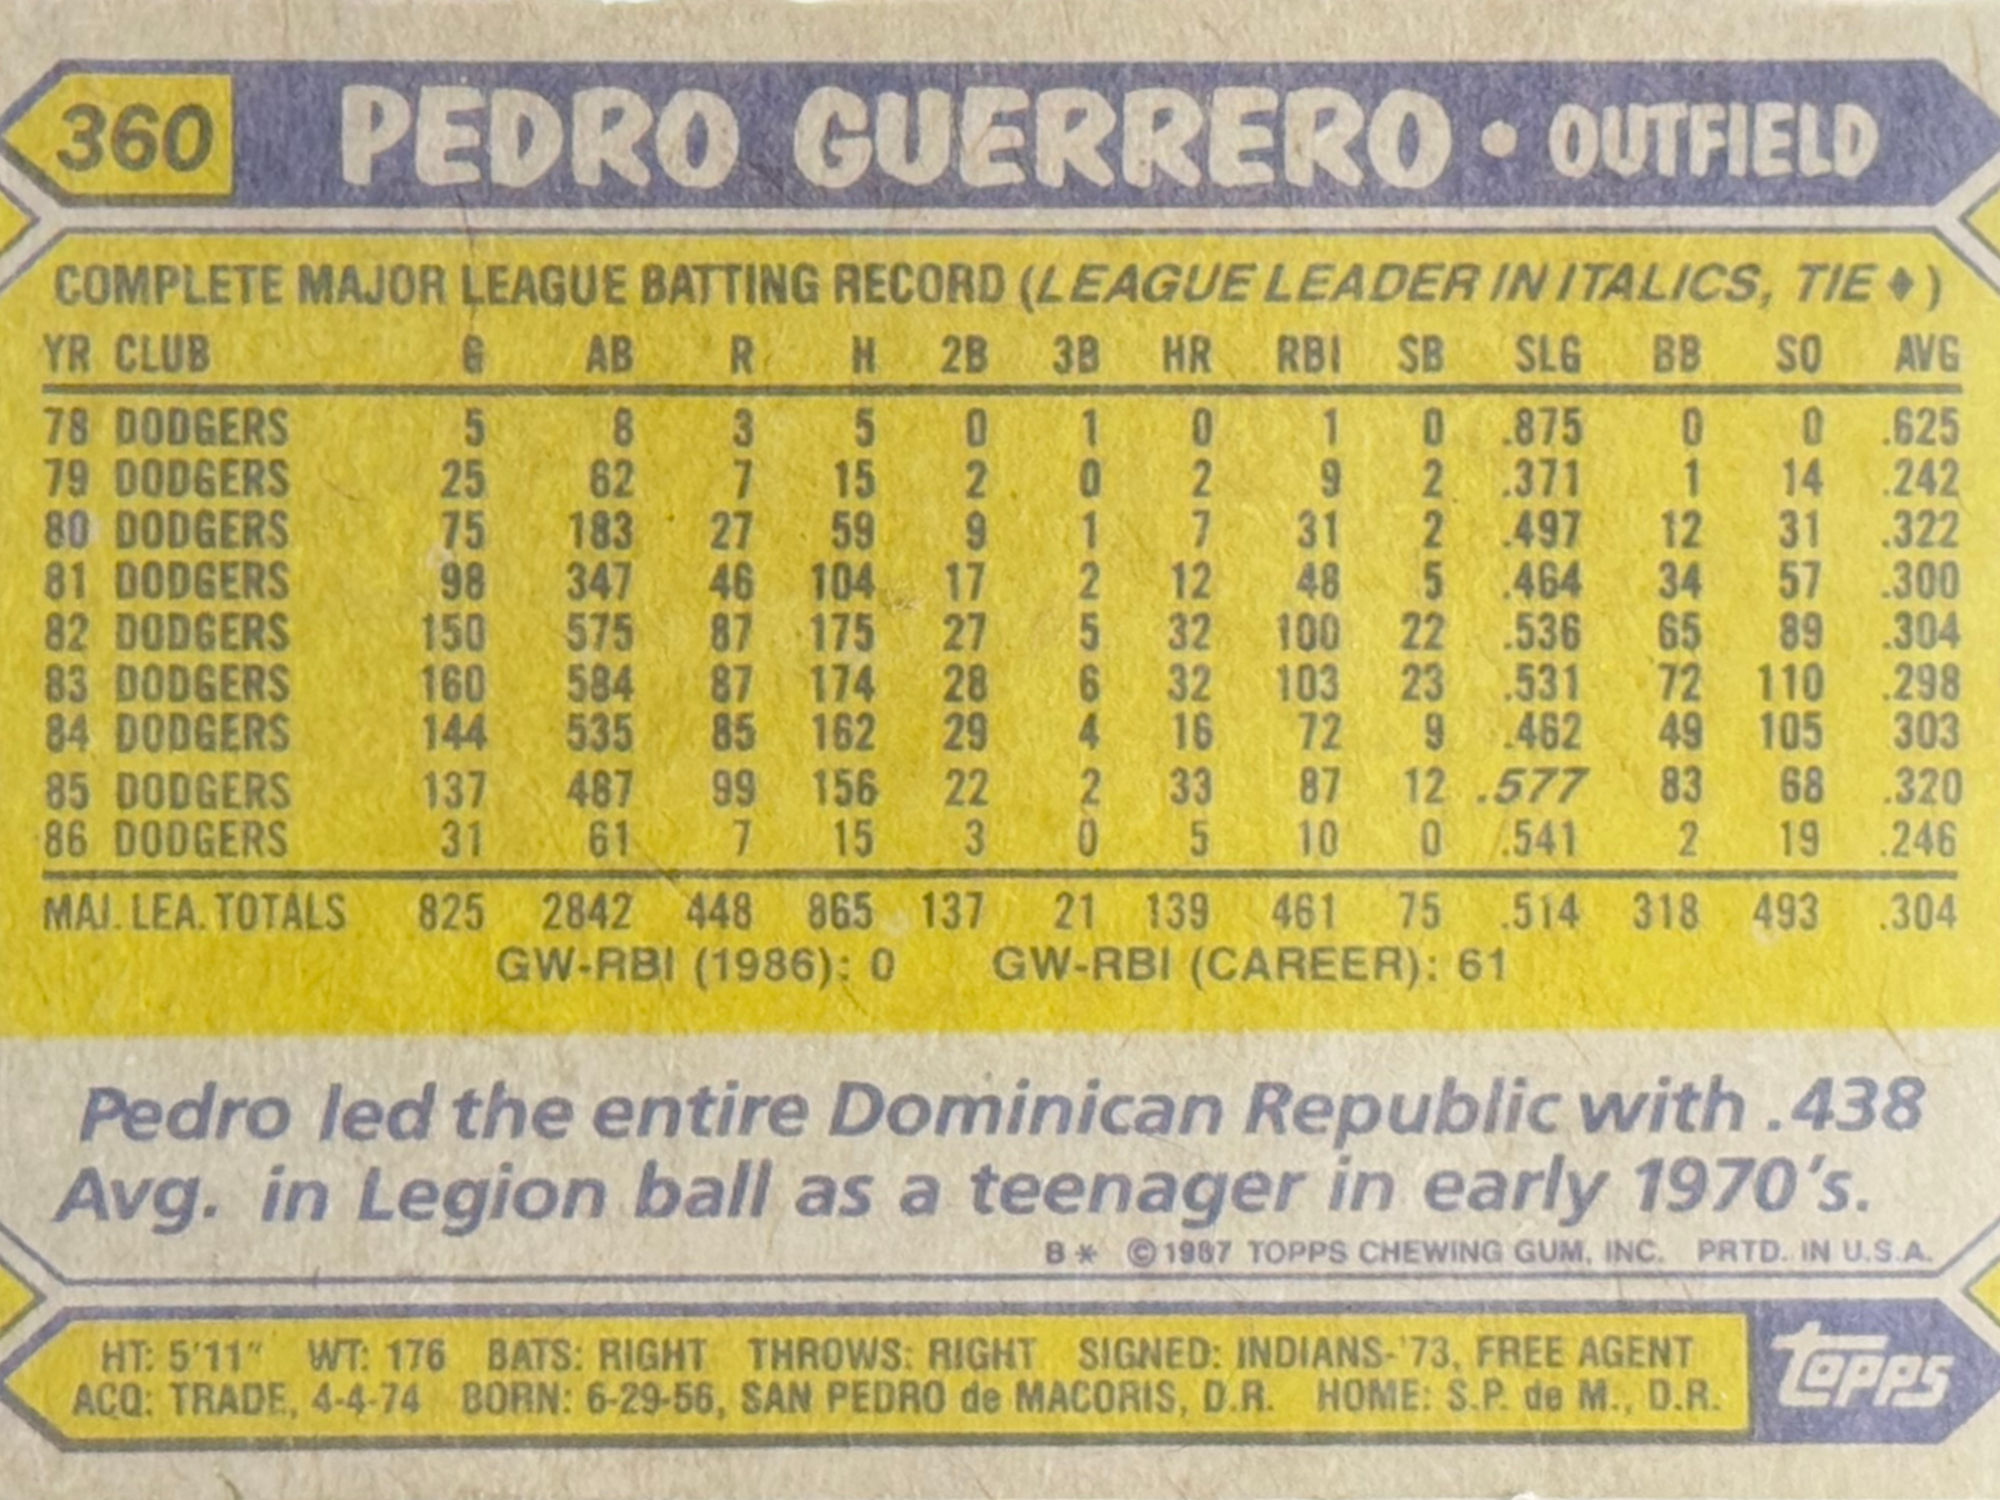 360 PEDRO GUERRERO • OUTFIELD
COMPLETE MAJOR LEAGUE BATTING RECORD (LEAGUE LEADER IN ITALICS, TIE ♦)
YR CLUB G AB R H 2B 3B HR RBI SB SLG BB SO AVG
78 DODGERS 5 8 3 5 0 1 0 1 0 .875 0 0 .625
79 DODGERS 25 62 7 15 2 0 2 9 2 .371 1 14 .242
80 DODGERS 75 183 27 59 9 1 7 31 2 .497 12 31 .322
81 DODGERS 98 347 46 104 17 2 12 48 5 .464 34 57 .300
82 DODGERS 150 575 87 175 27 5 32 100 22 .536 65 89 .304
83 DODGERS 160 584 87 174 28 6 32 103 23 .531 72 110 .298
84 DODGERS 144 535 85 162 29 4 16 72 9 .462 49 105 303
85 DODGERS 137 487 99 156 22 2 33 87 12 .577 83 68 .320
86 DODGERS 31 61 7 15 3 0 5 10 0 .541 2 19 .246
MAJ. LEA. TOTALS 825 2842 448 865 137 21 139 461 75 .514 318 493 .304
GW-RBI (1986): 0 GW-RBI (CAREER): 61
Pedro led the entire Dominican Republic with .438
Avg. in Legion ball as a teenager in early 1970's.
B* © 1987 TOPPS CHEWING GUM, INC. PRTD. IN U.S.A.
HT: 5'11" WT: 176 BATS: RIGHT THROWS: RIGHT SIGNED: INDIANS-'73, FREE AGENT
ACQ: TRADE, 4-4-74 BORN: 6-29-56, SAN PEDRO de MACORIS, D.R. HOME: S.P. de M., D.R.
topps